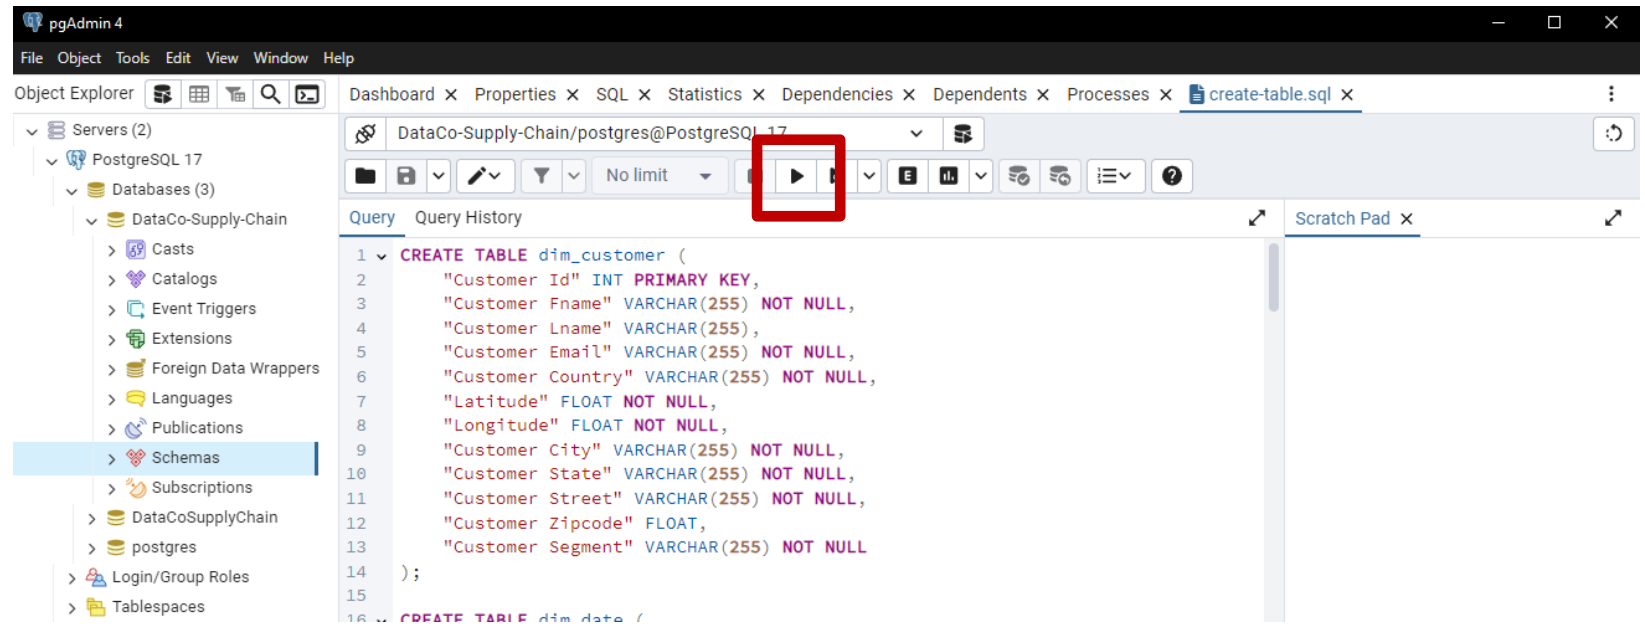 pgAdmin 4
File Object Tools Edit View Window Help
Object Explorer
Dashboard Properties SQL Statistics Dependencies Dependents Processes create-table.sql
Servers (2)
PostgreSQL 17
Databases (3)
DataCo-Supply-Chain
Casts
Catalogs
Event Triggers
Extensions
Foreign Data Wrappers
Languages
Publications
Schemas
Subscriptions
DataCoSupplyChain
postgres
Login/Group Roles
Tablespaces
DataCo-Supply-Chain/postgres@PostgreSQL 17
No limit
E
Query Query History
Scratch Pad
1 CREATE TABLE dim_customer (
2 "Customer Id" INT PRIMARY KEY,
3 "Customer Fname" VARCHAR(255) NOT NULL,
4 "Customer Lname" VARCHAR(255),
5 "Customer Email" VARCHAR(255) NOT NULL,
6 "Customer Country" VARCHAR(255) NOT NULL,
7 "Latitude" FLOAT NOT NULL,
8 "Longitude" FLOAT NOT NULL,
9 "Customer City" VARCHAR(255) NOT NULL,
10 "Customer State" VARCHAR(255) NOT NULL,
11 "Customer Street" VARCHAR(255) NOT NULL,
12 "Customer Zipcode" FLOAT,
13 "Customer Segment" VARCHAR(255) NOT NULL
14 );
15
16 CREATE TABLE dim_date (